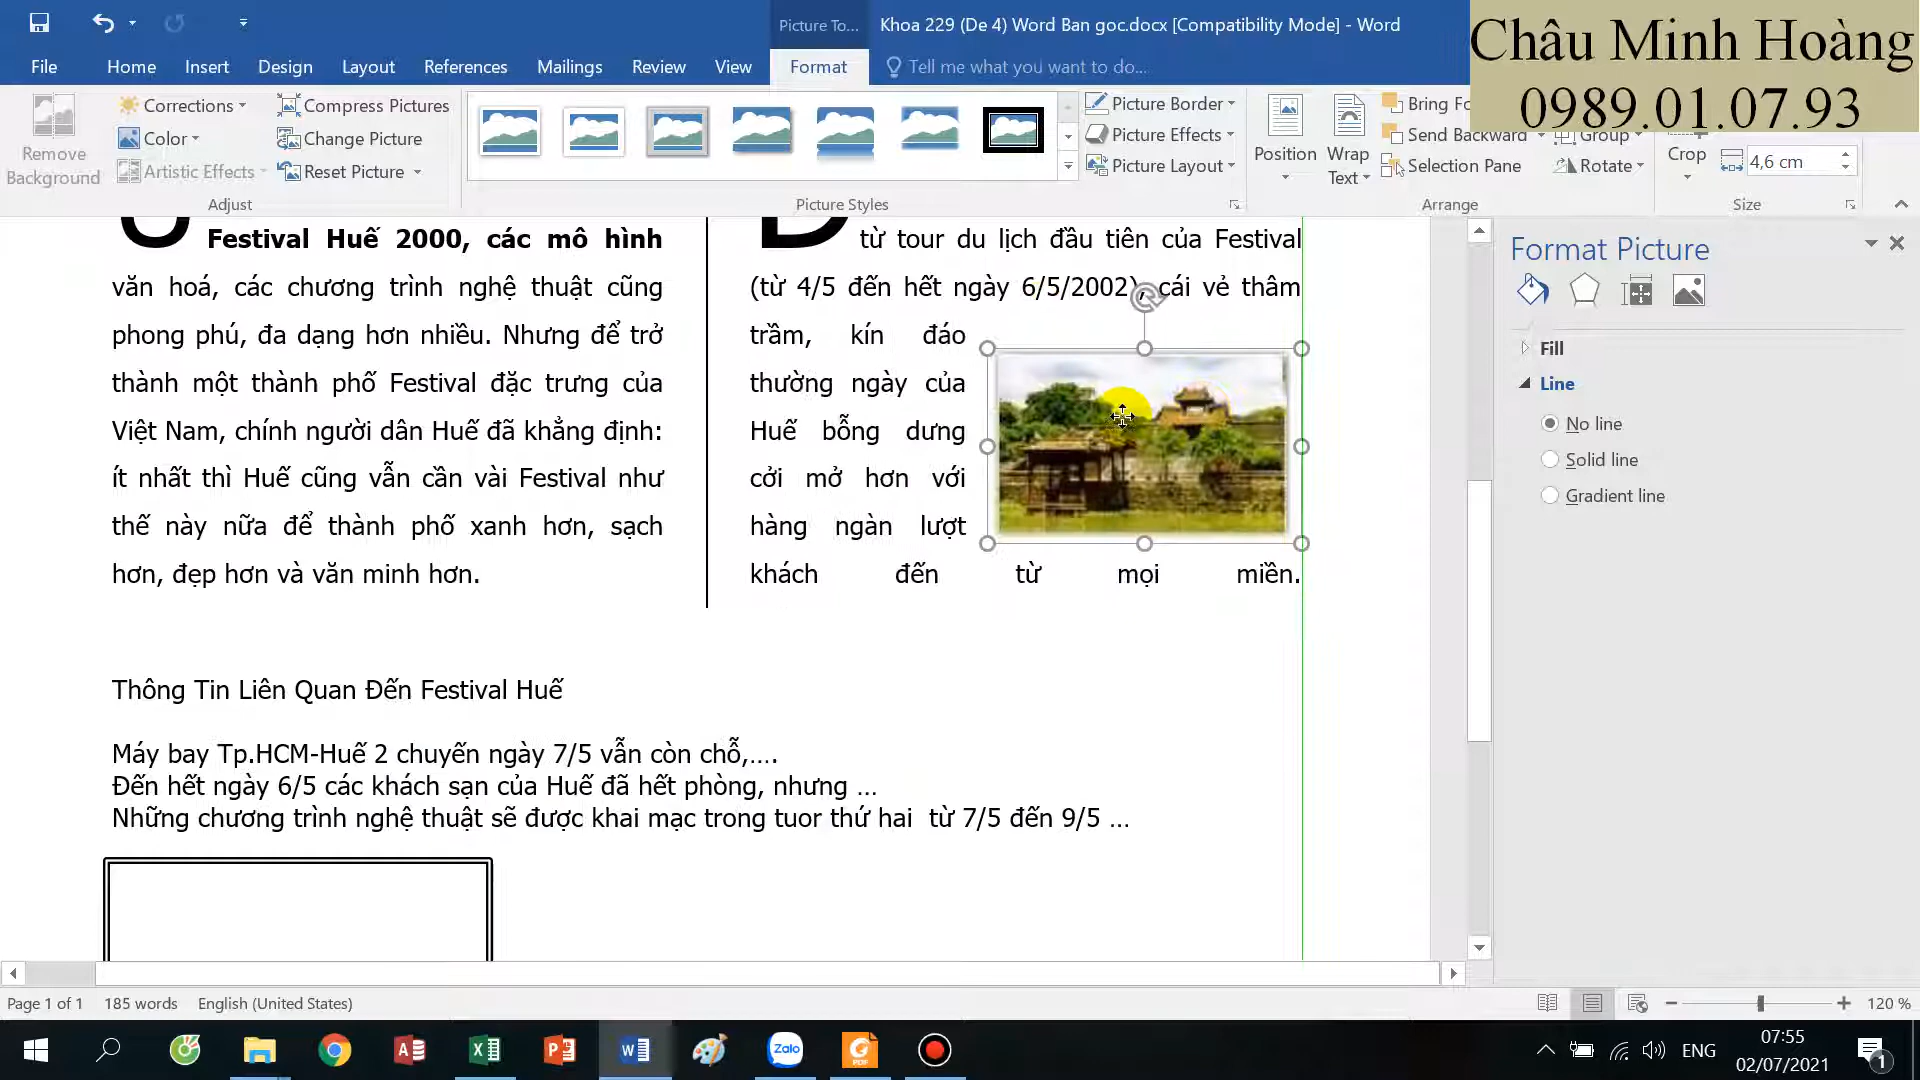 Picture To... Khoa 229 (De 4) Word Ban goc.docx [Compatibility Mode] - Word
Châu Minh Hoàng
0989.01.07.93
File Home Insert Design Layout References Mailings Review View Format Tell me what you want to do...
Remove Background
Corrections
Color
Artistic Effects
Compress Pictures
Change Picture
Reset Picture
Adjust
Picture Styles
Picture Border
Picture Effects
Picture Layout
Position
Wrap Text
Bring Fo
Send Backward
Selection Pane
Group
Rotate
Arrange
Crop
4,6 cm
Size
Festival Huế 2000, các mô hình
văn hoá, các chương trình nghệ thuật cũng
phong phú, đa dạng hơn nhiều. Nhưng để trở
thành một thành phố Festival đặc trưng của
Việt Nam, chính người dân Huế đã khẳng định:
ít nhất thì Huế cũng vẫn cần vài Festival như
thế này nữa để thành phố xanh hơn, sạch
hơn, đẹp hơn và văn minh hơn.
từ tour du lịch đầu tiên của Festival
(từ 4/5 đến hết ngày 6/5/2002), cái vẻ thâm
trầm, kín đáo
thường ngày của
Huế bỗng dưng
cởi mở hơn với
hàng ngàn lượt
khách đến từ mọi miền.
Thông Tin Liên Quan Đến Festival Huế
Máy bay Tp.HCM-Huế 2 chuyến ngày 7/5 vẫn còn chỗ,….
Đến hết ngày 6/5 các khách sạn của Huế đã hết phòng, nhưng …
Những chương trình nghệ thuật sẽ được khai mạc trong tuor thứ hai từ 7/5 đến 9/5 …
Format Picture
Fill
Line
No line
Solid line
Gradient line
Page 1 of 1 185 words English (United States)
120 %
Zalo
PDF
ENG
07:55
02/07/2021
1